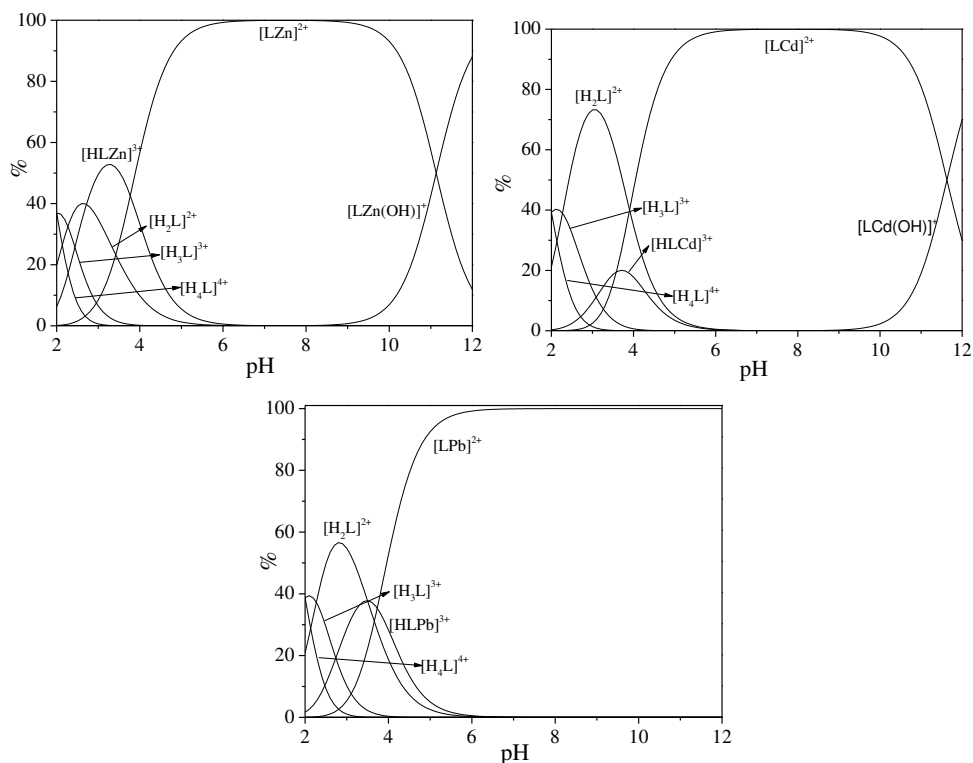 100
80
60
40
20
0
%
2
4
6
8
10
12
pH
[LZn]²⁺
[HLZn]³⁺
[H₂L]²⁺
[H₃L]³⁺
[H₄L]⁴⁺
[LZn(OH)]⁺
100
80
60
40
20
0
%
2
4
6
8
10
12
pH
[LCd]²⁺
[H₂L]²⁺
[H₃L]³⁺
[HLCd]³⁺
[H₄L]⁴⁺
[LCd(OH)]⁺
100
80
60
40
20
0
%
2
4
6
8
10
12
pH
[LPb]²⁺
[H₂L]²⁺
[H₃L]³⁺
[HLPb]³⁺
[H₄L]⁴⁺